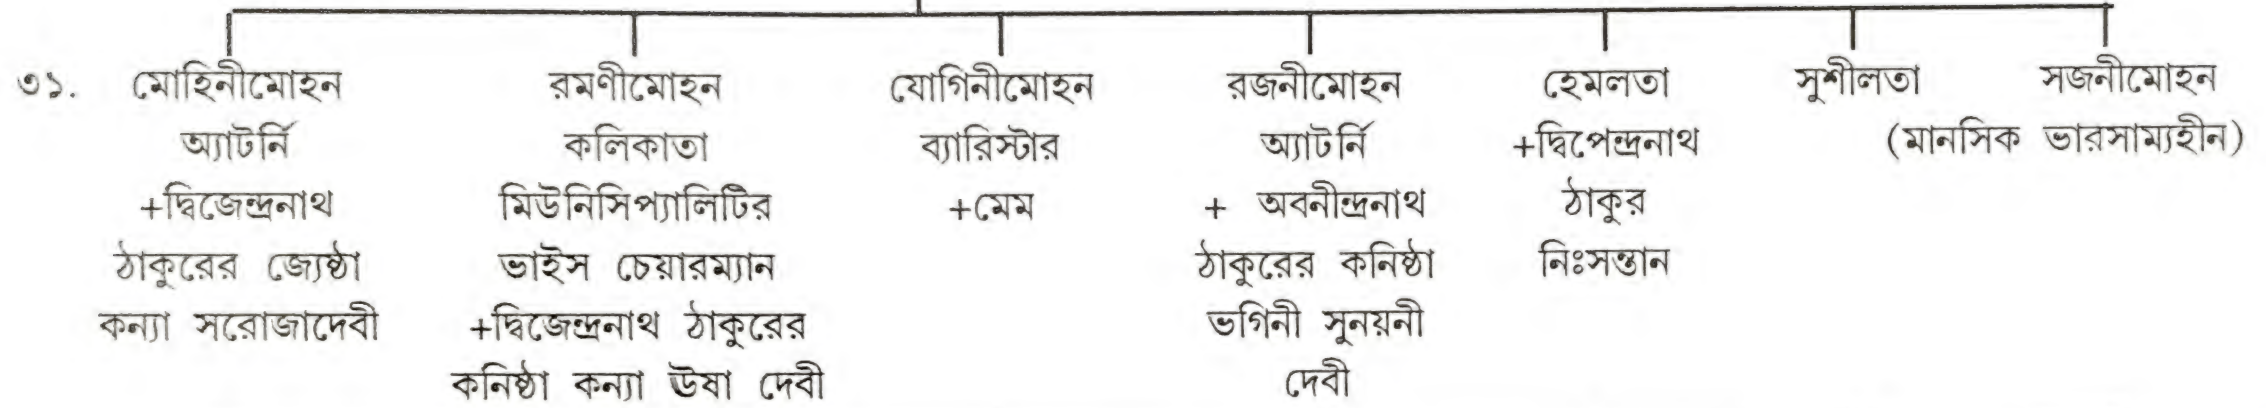 ৩১. মোহিনীমোহন রমণীমোহন যোগিনীমোহন রজনীমোহন হেমলতা সুশীলতা সজনীমোহন
অ্যাটর্নি কলিকাতা ব্যারিস্টার অ্যাটর্নি +দ্বিপেন্দ্রনাথ (মানসিক ভারসাম্যহীন)
+দ্বিজেন্দ্রনাথ মিউনিসিপ্যালিটির +মেম + অবনীন্দ্রনাথ ঠাকুর
ঠাকুরের জ্যেষ্ঠা ভাইস চেয়ারম্যান ঠাকুরের কনিষ্ঠা নিঃসন্তান
কন্যা সরোজাদেবী +দ্বিজেন্দ্রনাথ ঠাকুরের ভগিনী সুনয়নী
কনিষ্ঠা কন্যা ঊষা দেবী দেবী